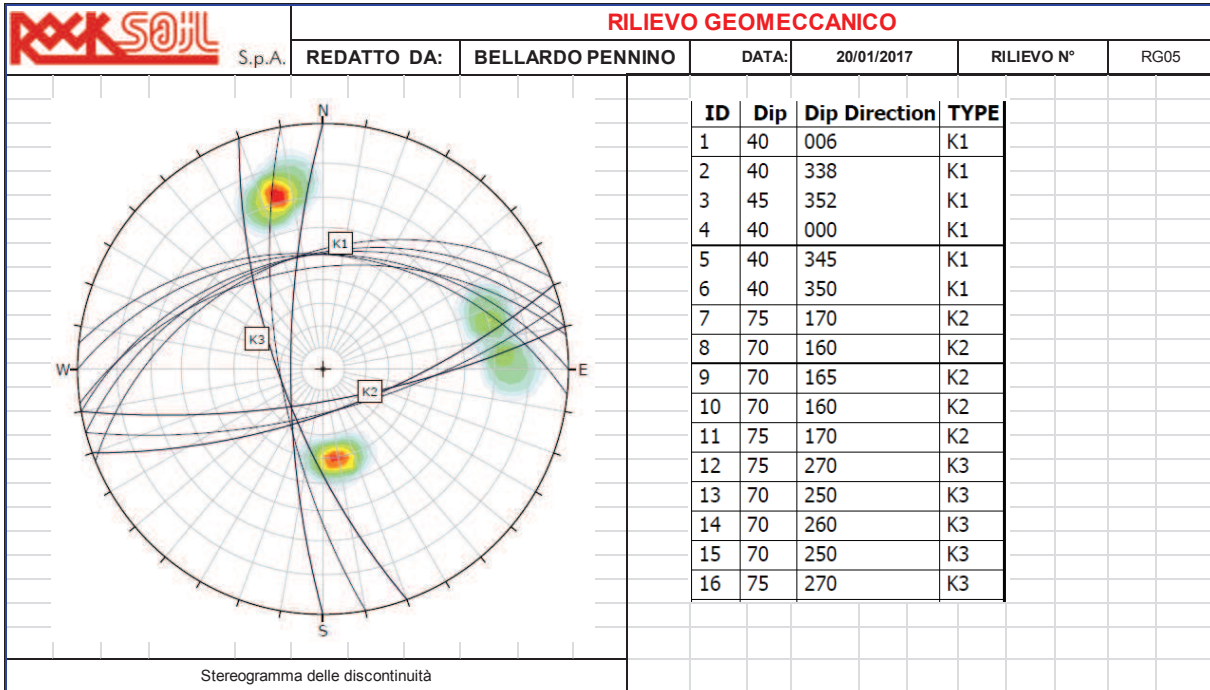 ROCKSOIL S.p.A.
RILIEVO GEOMECCANICO
REDATTO DA: BELLARDO PENNINO DATA: 20/01/2017 RILIEVO N° RG05
N
K1
K3
W E
K2
S
Stereogramma delle discontinuità
ID Dip Dip Direction TYPE
1 40 006 K1
2 40 338 K1
3 45 352 K1
4 40 000 K1
5 40 345 K1
6 40 350 K1
7 75 170 K2
8 70 160 K2
9 70 165 K2
10 70 160 K2
11 75 170 K2
12 75 270 K3
13 70 250 K3
14 70 260 K3
15 70 250 K3
16 75 270 K3